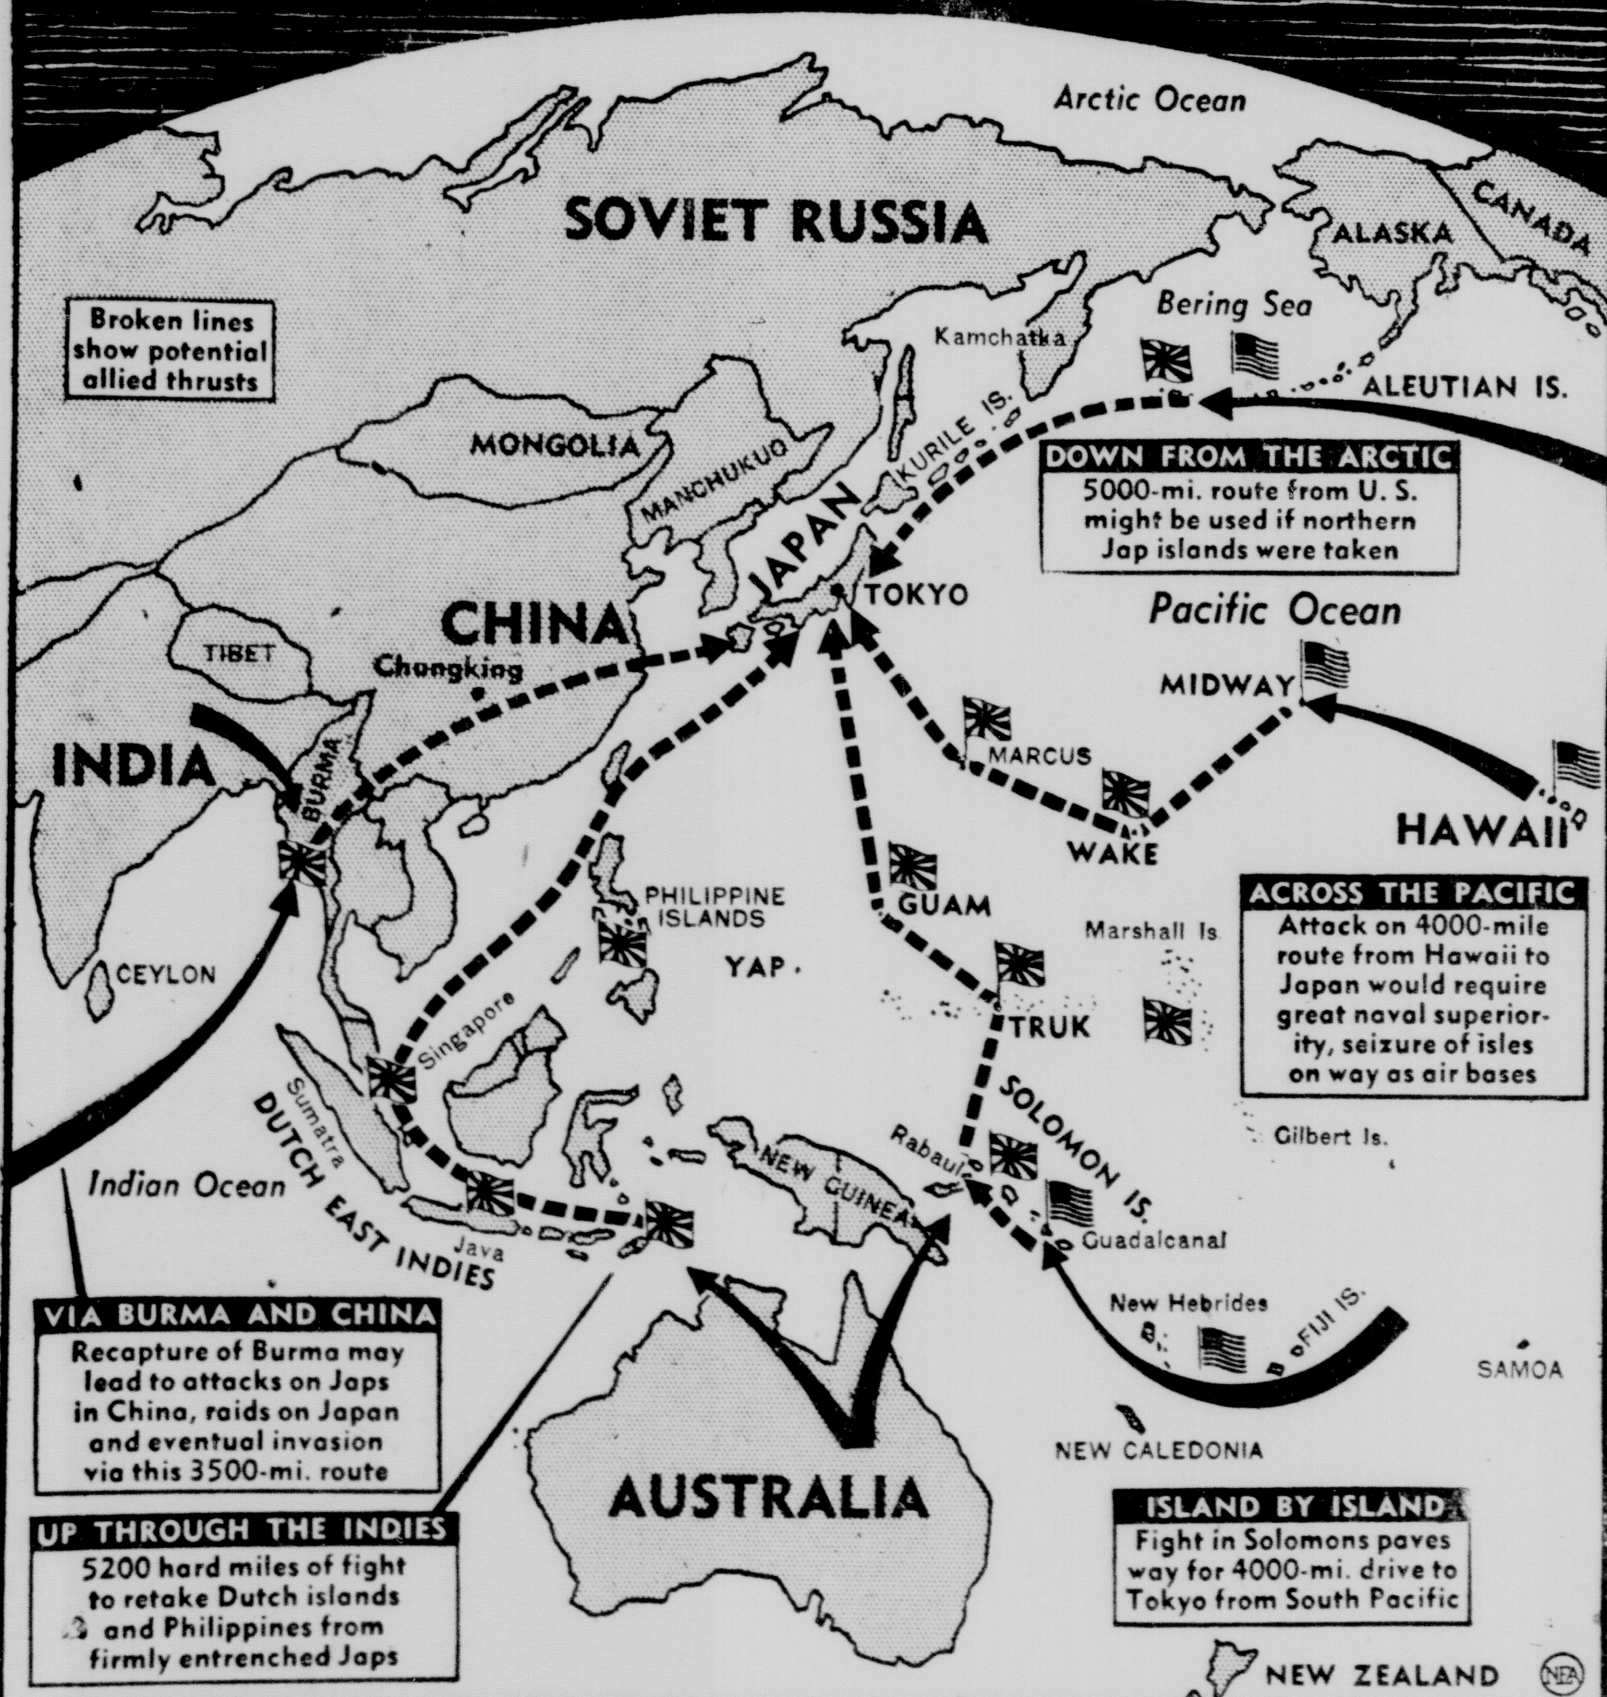 Arctic Ocean
SOVIET RUSSIA
CANADA
ALASKA
Bering Sea
Kamchatka
Broken lines
show potential
allied thrusts
ALEUTIAN IS.
KURILE IS.
MONGOLIA
MANCHUKUO
DOWN FROM THE ARCTIC
5000-mi. route from U. S.
might be used if northern
Jap islands were taken
JAPAN
TOKYO
Pacific Ocean
CHINA
TIBET
Chungking
MIDWAY
INDIA
BURMA
MARCUS
WAKE
HAWAII
PHILIPPINE
ISLANDS
GUAM
ACROSS THE PACIFIC
Attack on 4000-mile
route from Hawaii to
Japan would require
great naval superior-
ity, seizure of isles
on way as air bases
Marshall Is.
CEYLON
YAP
Singapore
TRUK
Sumatra
DUTCH EAST INDIES
SOLOMON IS.
Gilbert Is.
Rabaul
NEW GUINEA
Indian Ocean
Java
Guadalcanal
New Hebrides
FIJI IS.
SAMOA
VIA BURMA AND CHINA
Recapture of Burma may
lead to attacks on Japs
in China, raids on Japan
and eventual invasion
via this 3500-mi. route
NEW CALEDONIA
AUSTRALIA
UP THROUGH THE INDIES
5200 hard miles of fight
to retake Dutch islands
and Philippines from
firmly entrenched Japs
ISLAND BY ISLAND
Fight in Solomons paves
way for 4000-mi. drive to
Tokyo from South Pacific
NEW ZEALAND
NEA